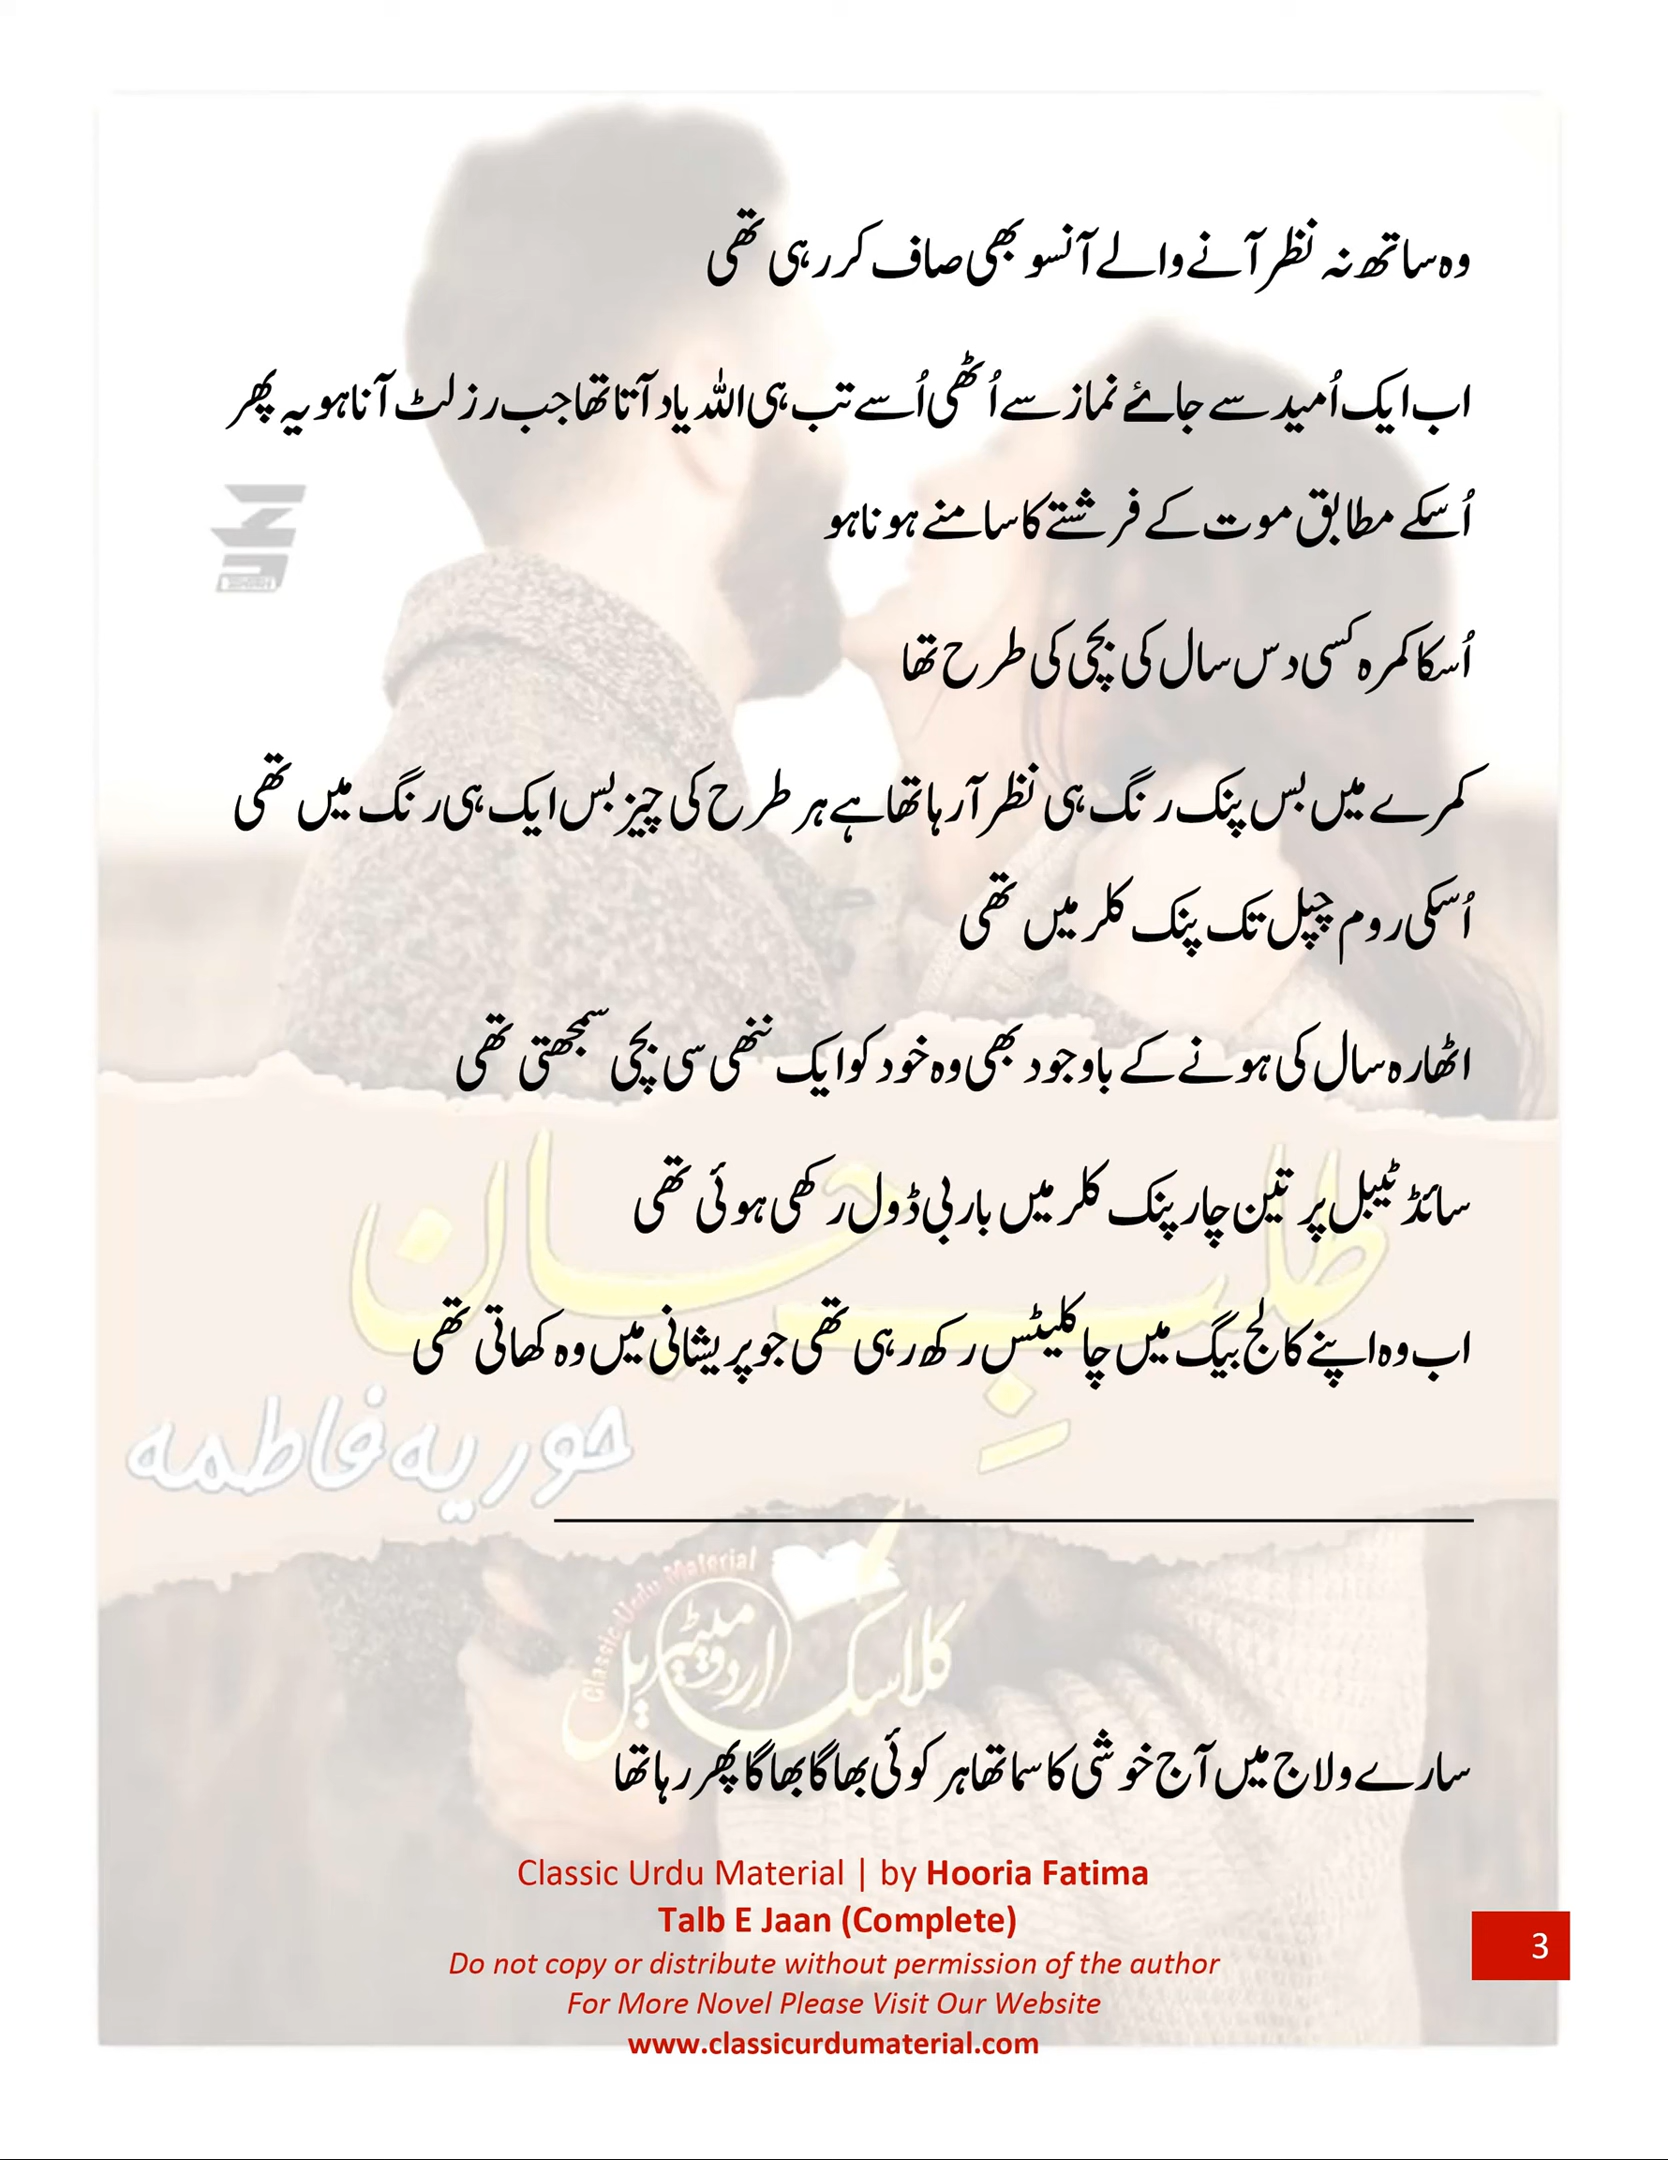 وہ ساتھ نہ نظر آنے والے آنسو بھی صاف کر رہی تھی
اب ایک اُمید سے جائے نماز سے اُٹھی اُسے تب ہی اللہ یاد آتا تھا جب رزلٹ آنا ہو یہ پھر
اُسکے مطابق موت کے فرشتے کا سامنے ہونا ہو
اُسکا کمرہ کسی دس سال کی بچی کی طرح تھا
کمرے میں بس پنک رنگ ہی نظر آ رہا تھا ہے ہر طرح کی چیز بس ایک ہی رنگ میں تھی
اُسکی روم چپل تک پنک کلر میں تھی
اٹھارہ سال کی ہونے کے باوجود بھی وہ خود کو ایک ننھی سی بچی سمجھتی تھی
سائڈ ٹیبل پر تین چار پنک کلر میں باربی ڈول رکھی ہوئی تھی
طلبِ جان
اب وہ اپنے کالج بیگ میں چاکلیٹس رکھ رہی تھی جو پریشانی میں وہ کھاتی تھی
حوریہ فاطمہ
Classic Urdu Material
کلاسک اردو میٹیریل
سارے ولاج میں آج خوشی کا سما تھا ہر کوئی بھاگا بھاگا پھر رہا تھا
Classic Urdu Material | by Hooria Fatima
Talb E Jaan (Complete)
3
Do not copy or distribute without permission of the author
For More Novel Please Visit Our Website
www.classicurdumaterial.com